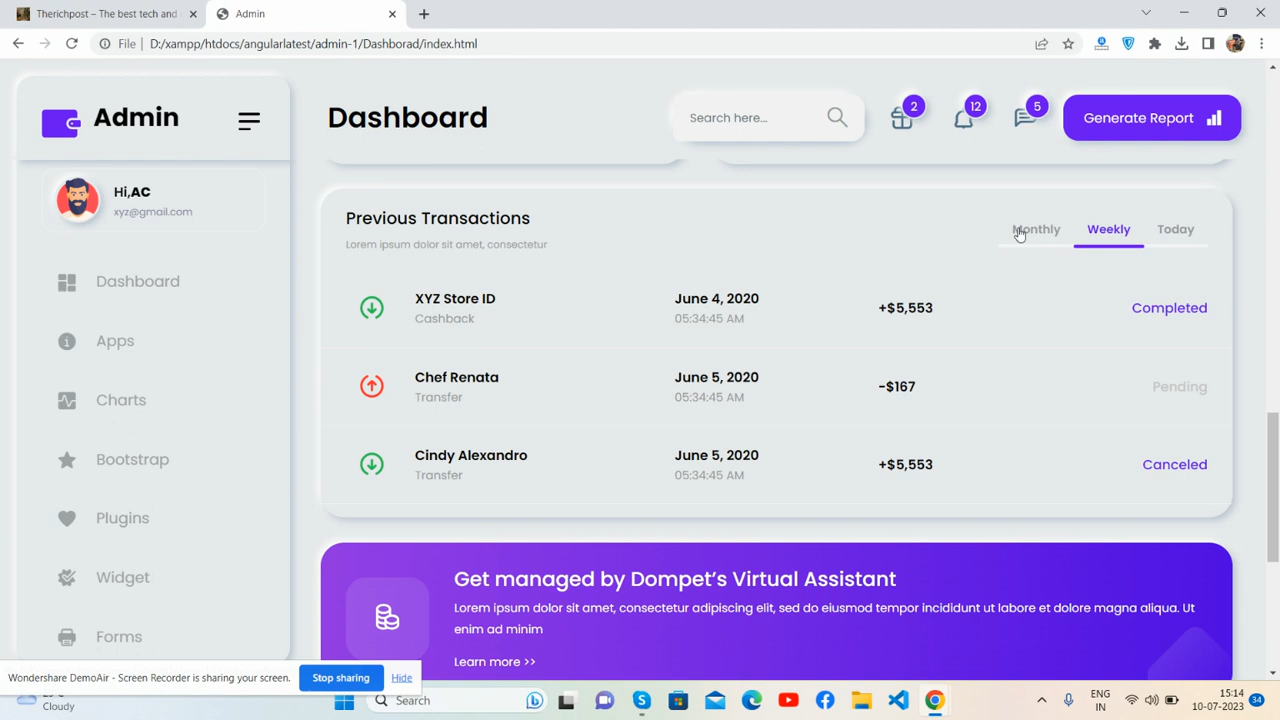 Therichpost – The best tech and
Admin
File
D:/xampp/htdocs/angularlatest/admin-1/Dashborad/index.html
Admin
Dashboard
Search here...
2
12
5
Generate Report
Hi,AC
xyz@gmail.com
Dashboard
Apps
Charts
Bootstrap
Plugins
Widget
Forms
Previous Transactions
Lorem ipsum dolor sit amet, consectetur
Monthly
Weekly
Today
XYZ Store ID
Cashback
June 4, 2020
05:34:45 AM
+$5,553
Completed
Chef Renata
Transfer
June 5, 2020
05:34:45 AM
-$167
Pending
Cindy Alexandro
Transfer
June 5, 2020
05:34:45 AM
+$5,553
Canceled
Get managed by Dompet’s Virtual Assistant
Lorem ipsum dolor sit amet, consectetur adipiscing elit, sed do eiusmod tempor incididunt ut labore et dolore magna aliqua. Ut
enim ad minim
Learn more >>
Wondershare DemoAir - Screen Recorder is sharing your screen.
Stop sharing
Hide
Cloudy
Search
ENG
IN
15:14
10-07-2023
34